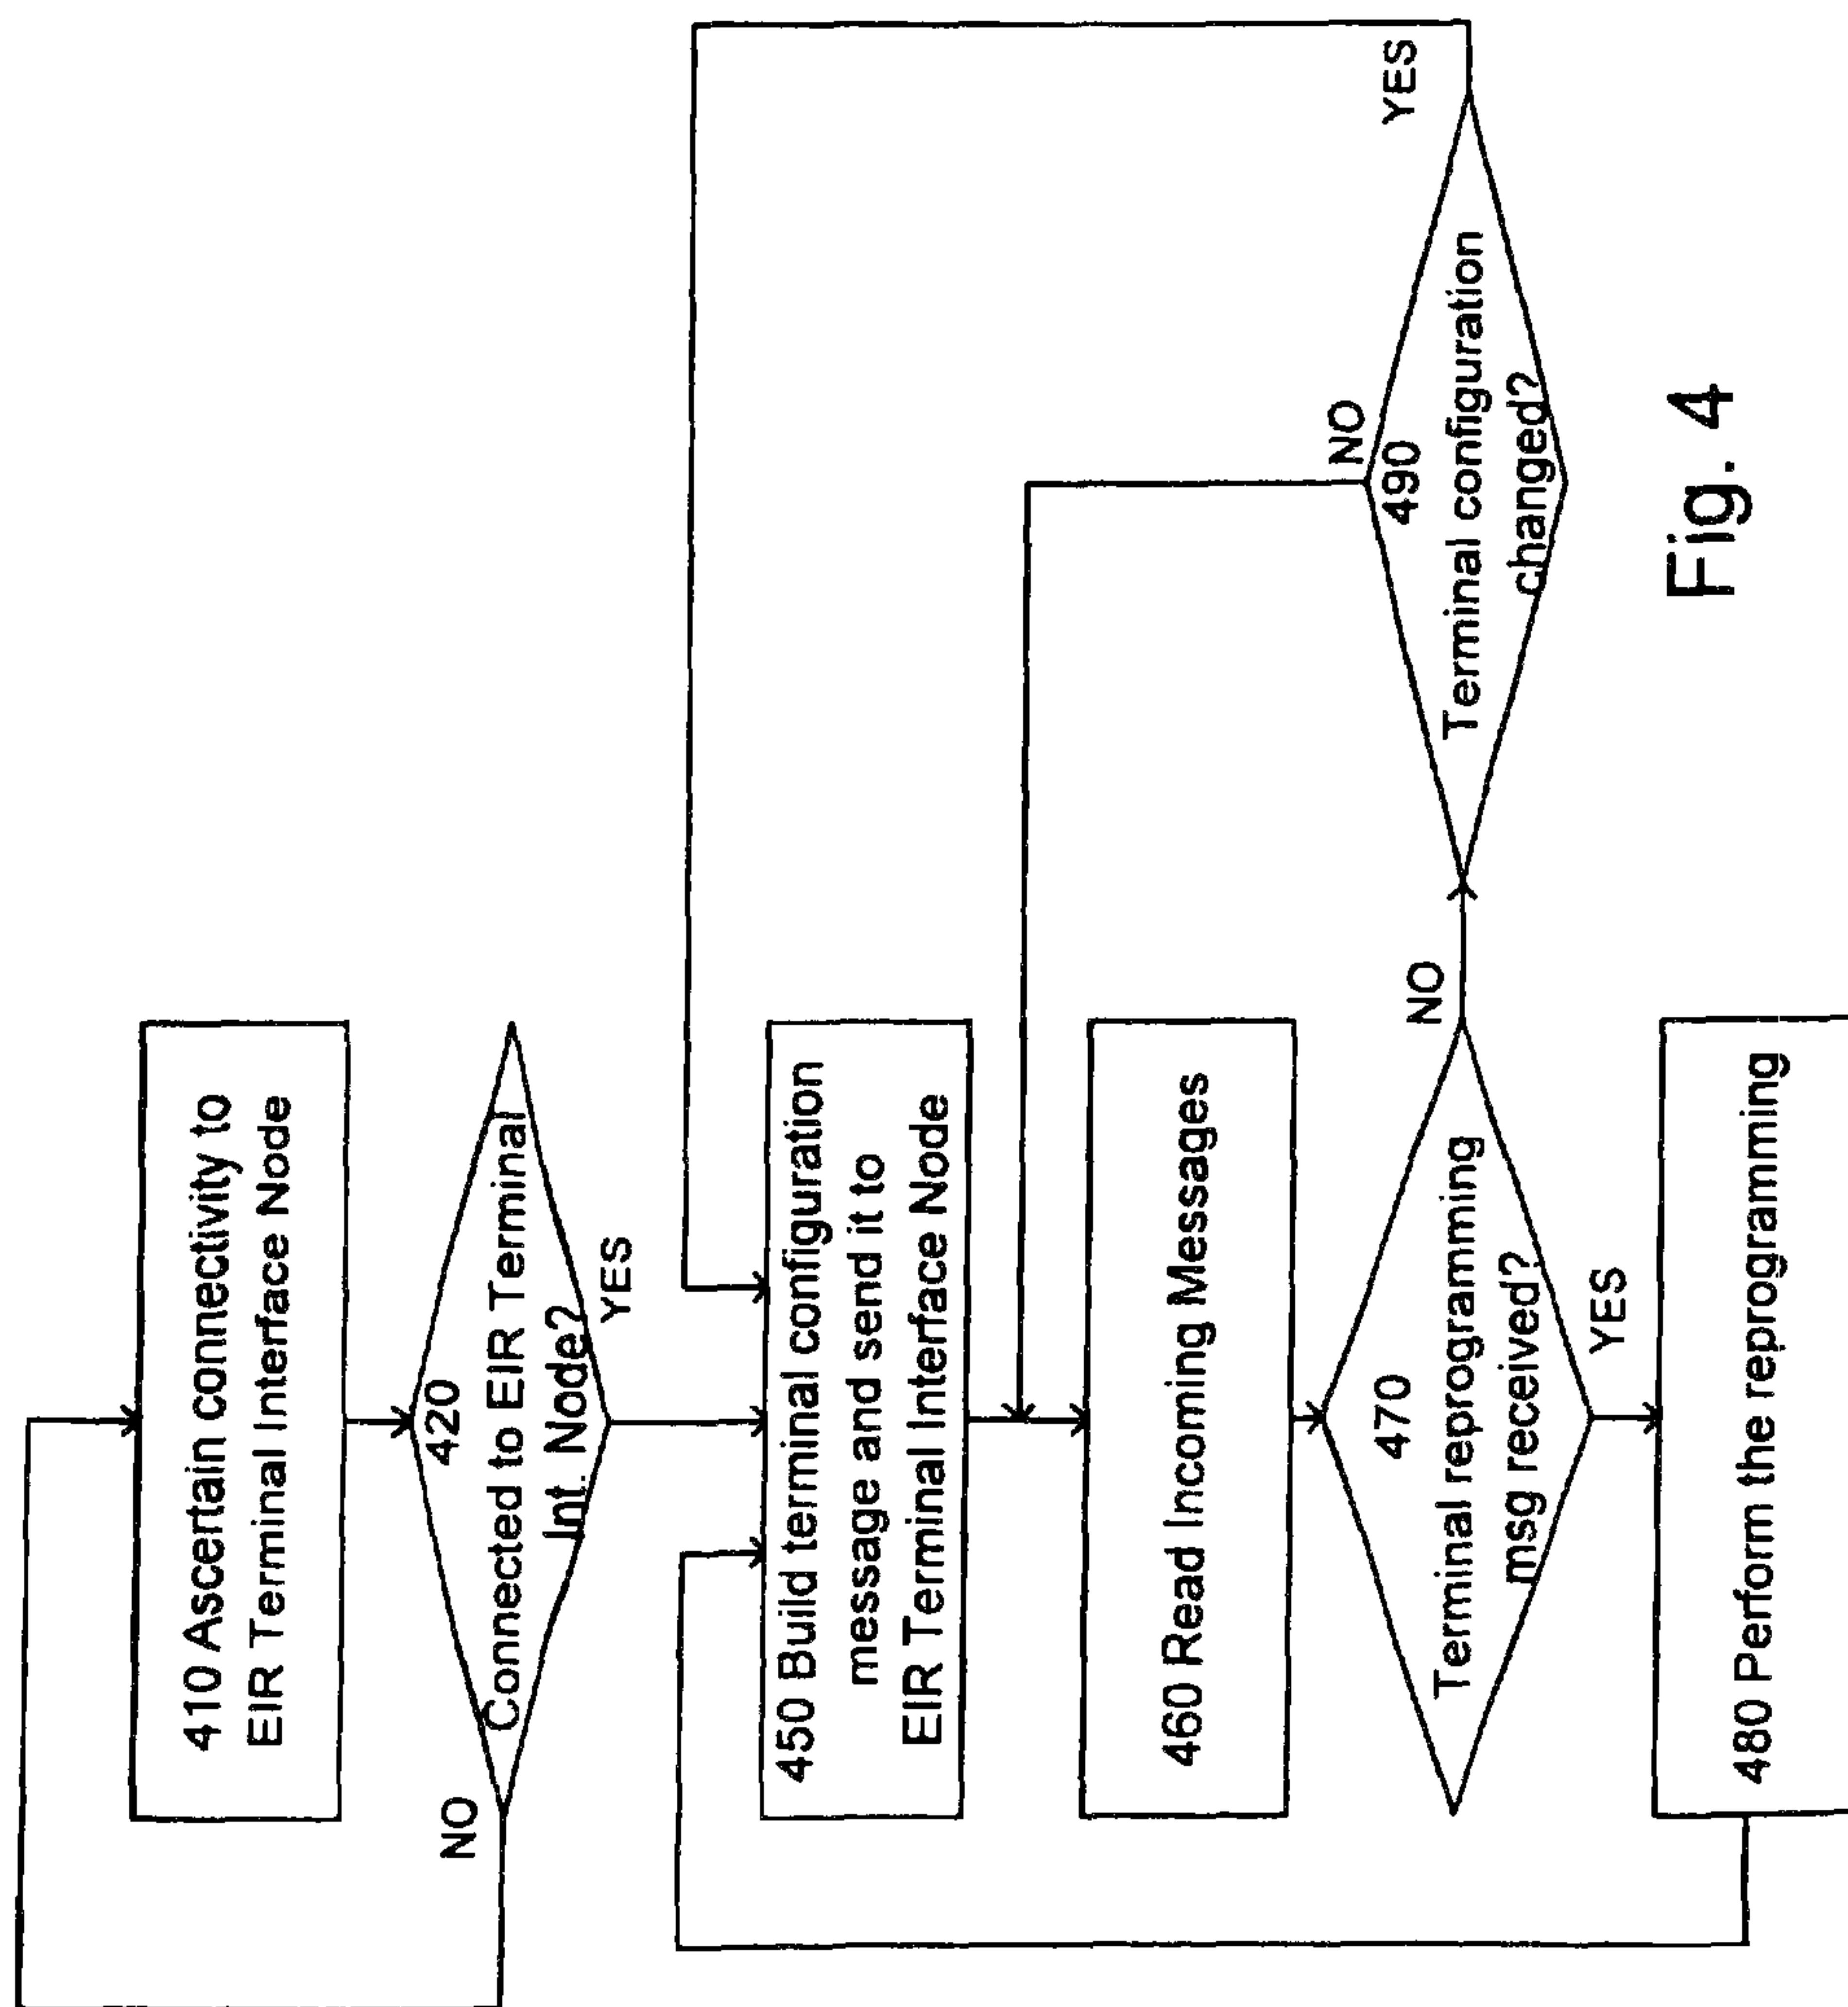 410 Ascertain connectivity to
EIR Terminal Interface Node
420
Connected to EIR Terminal
Int. Node?
NO
YES
450 Build terminal configuration
message and send it to
EIR Terminal Interface Node
460 Read Incoming Messages
470
Terminal reprogramming
msg received?
NO
YES
480 Perform the reprogramming
490
Terminal configuration
changed?
NO
YES
Fig. 4